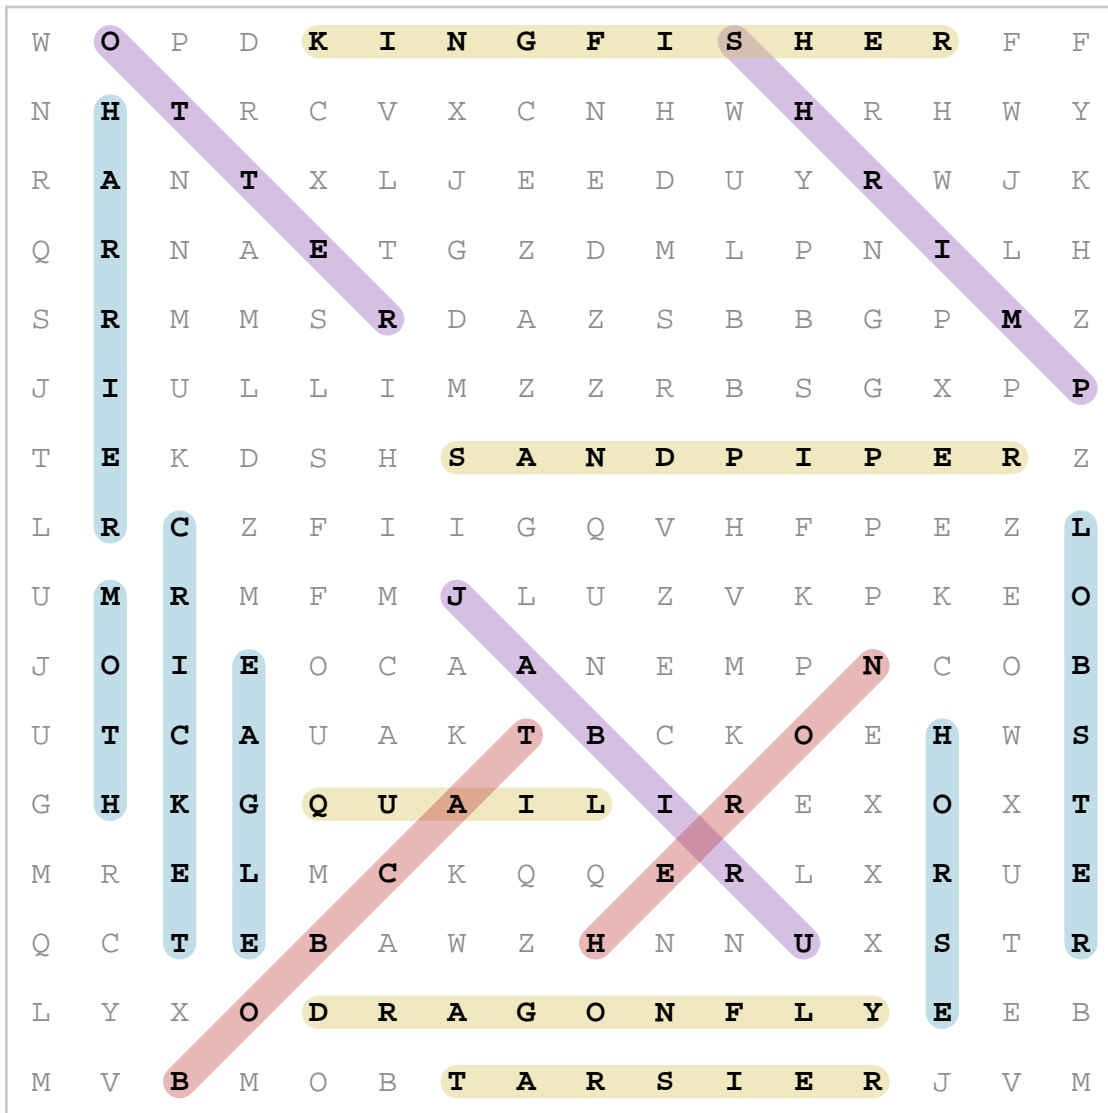 W O P D K I N G F I S H E R F F
N H T R C V X C N H W H R H W Y
R A N T X L J E E D U Y R W J K
Q R N A E T G Z D M L P N I L H
S R M M S R D A Z S B B G P M Z
J I U L L I M Z Z R B S G X P P
T E K D S H S A N D P I P E R Z
L R C Z F I I G Q V H F P E Z L
U M R M F M J L U Z V K P K E O
J O I E O C A A N E M P N C O B
U T C A U A K T B C K O E H W S
G H K G Q U A I L I R E X O X T
M R E L M C K Q Q E R L X R U E
Q C T E B A W Z H N N U X S T R
L Y X O D R A G O N F L Y E E B
M V B M O B T A R S I E R J V M